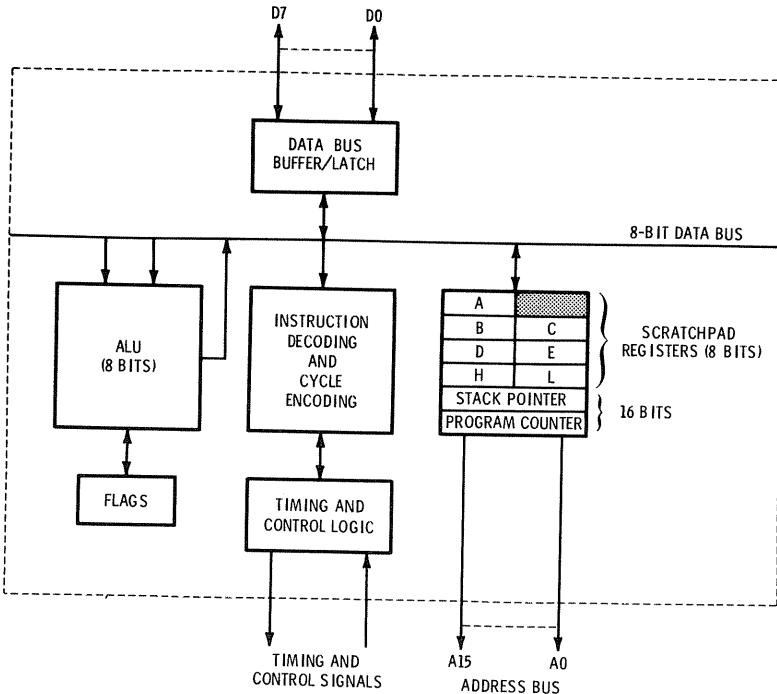 D7 D0
DATA BUS
BUFFER/LATCH
8-BIT DATA BUS
ALU
(8 BITS)
INSTRUCTION
DECODING
AND
CYCLE
ENCODING
A
B C
D E
H L
STACK POINTER
PROGRAM COUNTER
SCRATCHPAD
REGISTERS (8 BITS)
16 BITS
FLAGS
TIMING AND
CONTROL LOGIC
TIMING AND
CONTROL SIGNALS
A15 A0
ADDRESS BUS